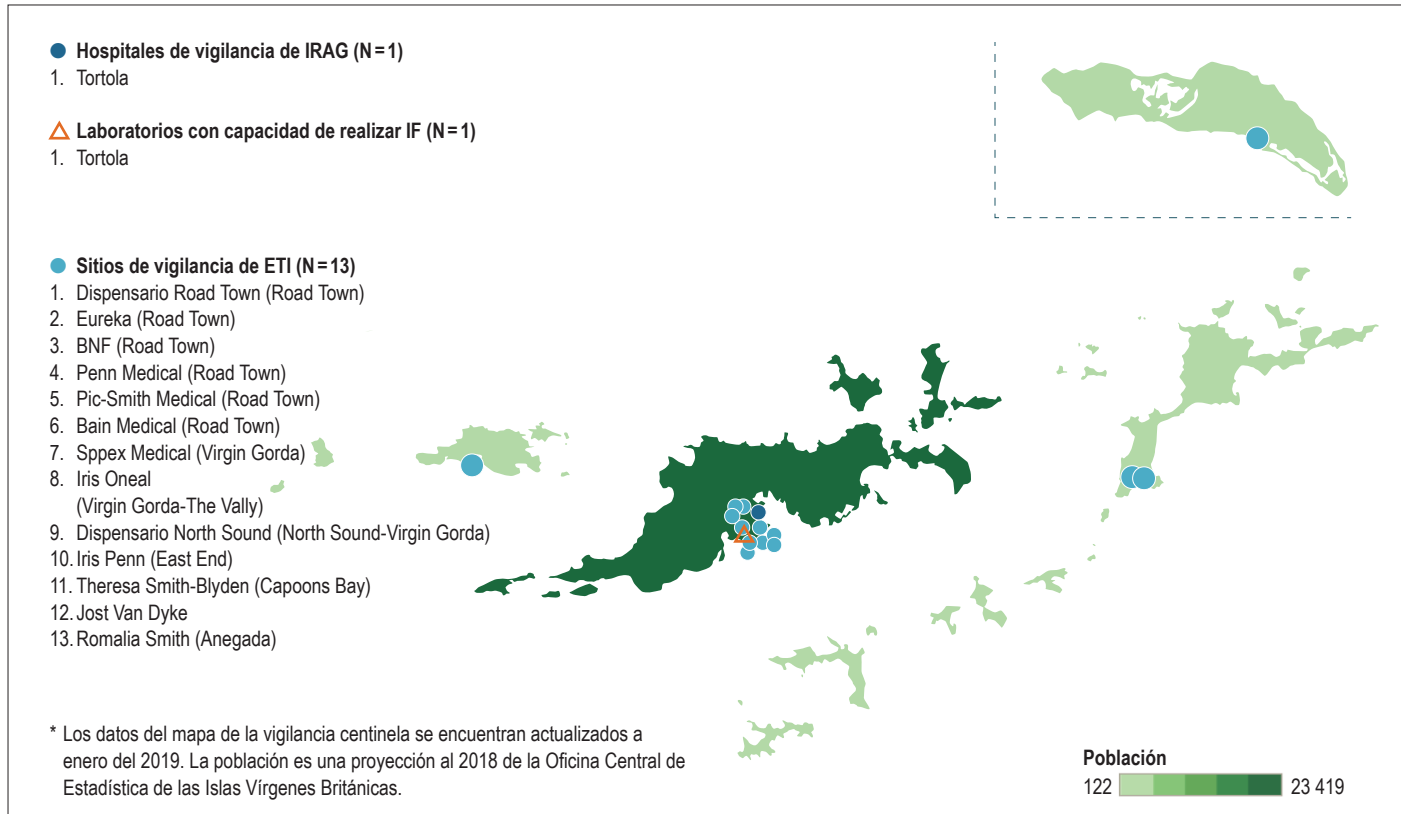 Hospitales de vigilancia de IRAG (N=1)
1. Tortola
Laboratorios con capacidad de realizar IF (N=1)
1. Tortola
Sitios de vigilancia de ETI (N=13)
1. Dispensario Road Town (Road Town)
2. Eureka (Road Town)
3. BNF (Road Town)
4. Penn Medical (Road Town)
5. Pic-Smith Medical (Road Town)
6. Bain Medical (Road Town)
7. Sppex Medical (Virgin Gorda)
8. Iris Oneal
(Virgin Gorda-The Vally)
9. Dispensario North Sound (North Sound-Virgin Gorda)
10. Iris Penn (East End)
11. Theresa Smith-Blyden (Capoons Bay)
12. Jost Van Dyke
13. Romalia Smith (Anegada)
* Los datos del mapa de la vigilancia centinela se encuentran actualizados a
enero del 2019. La población es una proyección al 2018 de la Oficina Central de
Estadística de las Islas Vírgenes Británicas.
Población
122 23 419